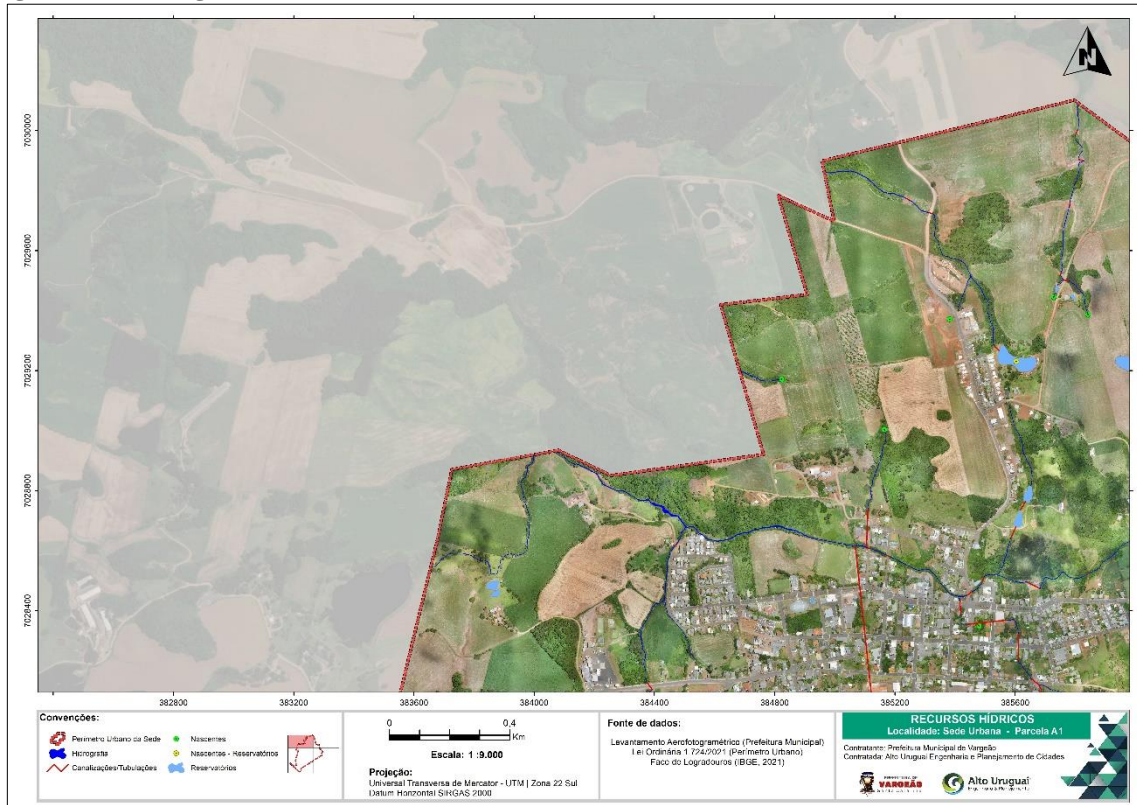 N
7030000
7029600
7029200
7028800
7028400
382800
383200
383600
384000
384400
384800
385200
385600
Convenções:
Perímetro Urbano da Sede
Hidrografia
Canalizações/Tubulações
Nascentes
Nascentes - Reservatórios
Reservatórios
0
0,4
Km
Escala: 1:9.000
Projeção:
Universal Transversa de Mercator - UTM | Zona 22 Sul
Datum Horizontal SIRGAS 2000
Fonte de dados:
Levantamento Aerofotogramétrico (Prefeitura Municipal)
Lei Ordinária 1.724/2021 (Perímetro Urbano)
Face de Logradouros (IBGE, 2021)
RECURSOS HÍDRICOS
Localidade: Sede Urbana - Parcela A1
Contratante: Prefeitura Municipal de Vargeão
Contratada: Alto Uruguai Engenharia e Planejamento de Cidades
VARGEÃO
Alto Uruguai